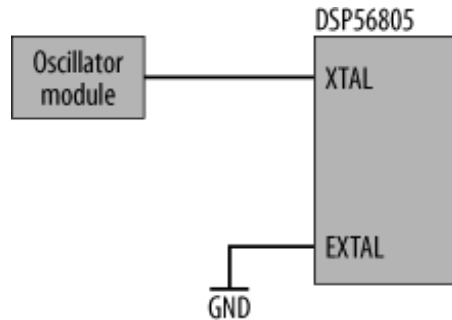 DSP56805
Oscillator
module
XTAL
EXTAL
GND